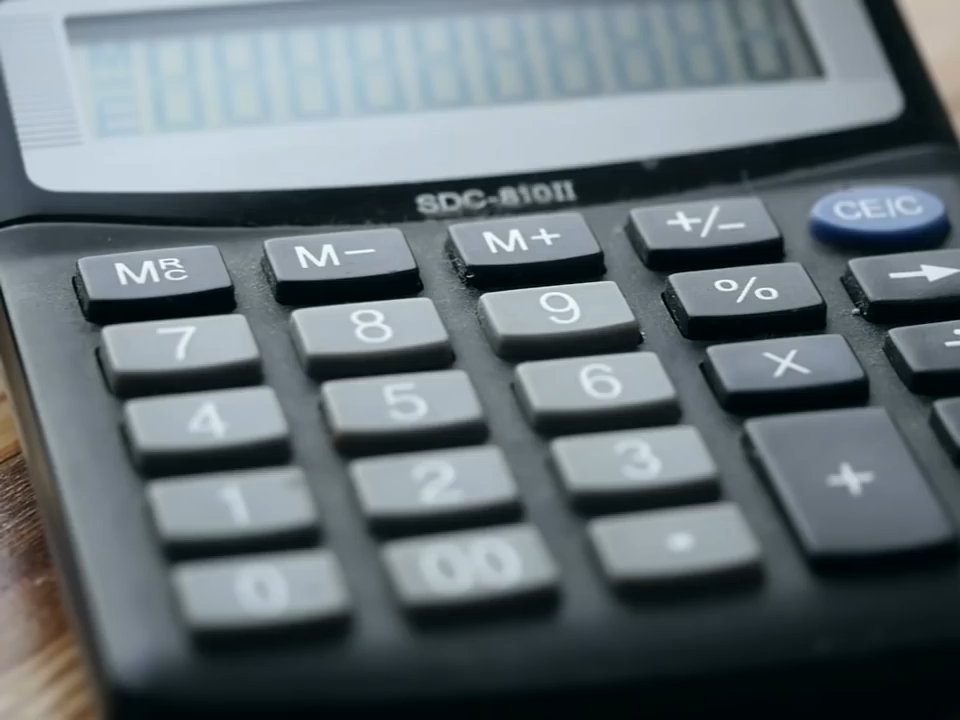 SDC-810II
MRC M− M+ +/− CE/C
7 8 9 % →
4 5 6 × ÷
1 2 3 +
0 00 .